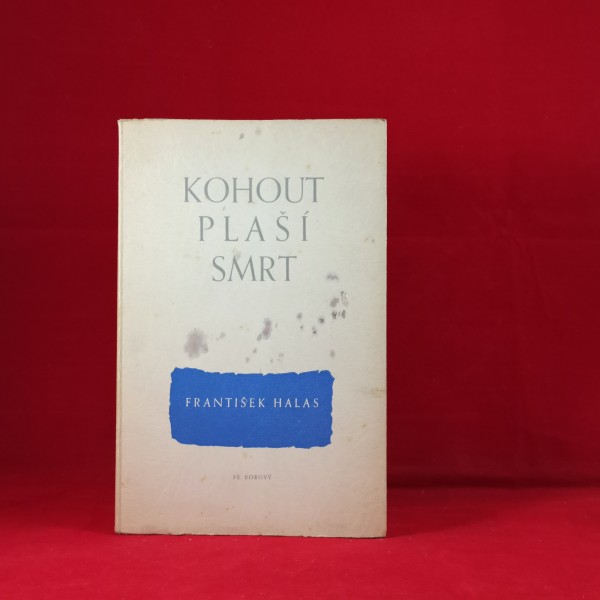 KOHOUT
PLAŠÍ
SMRT
FRANTIŠEK HALAS
FR. BOROVÝ